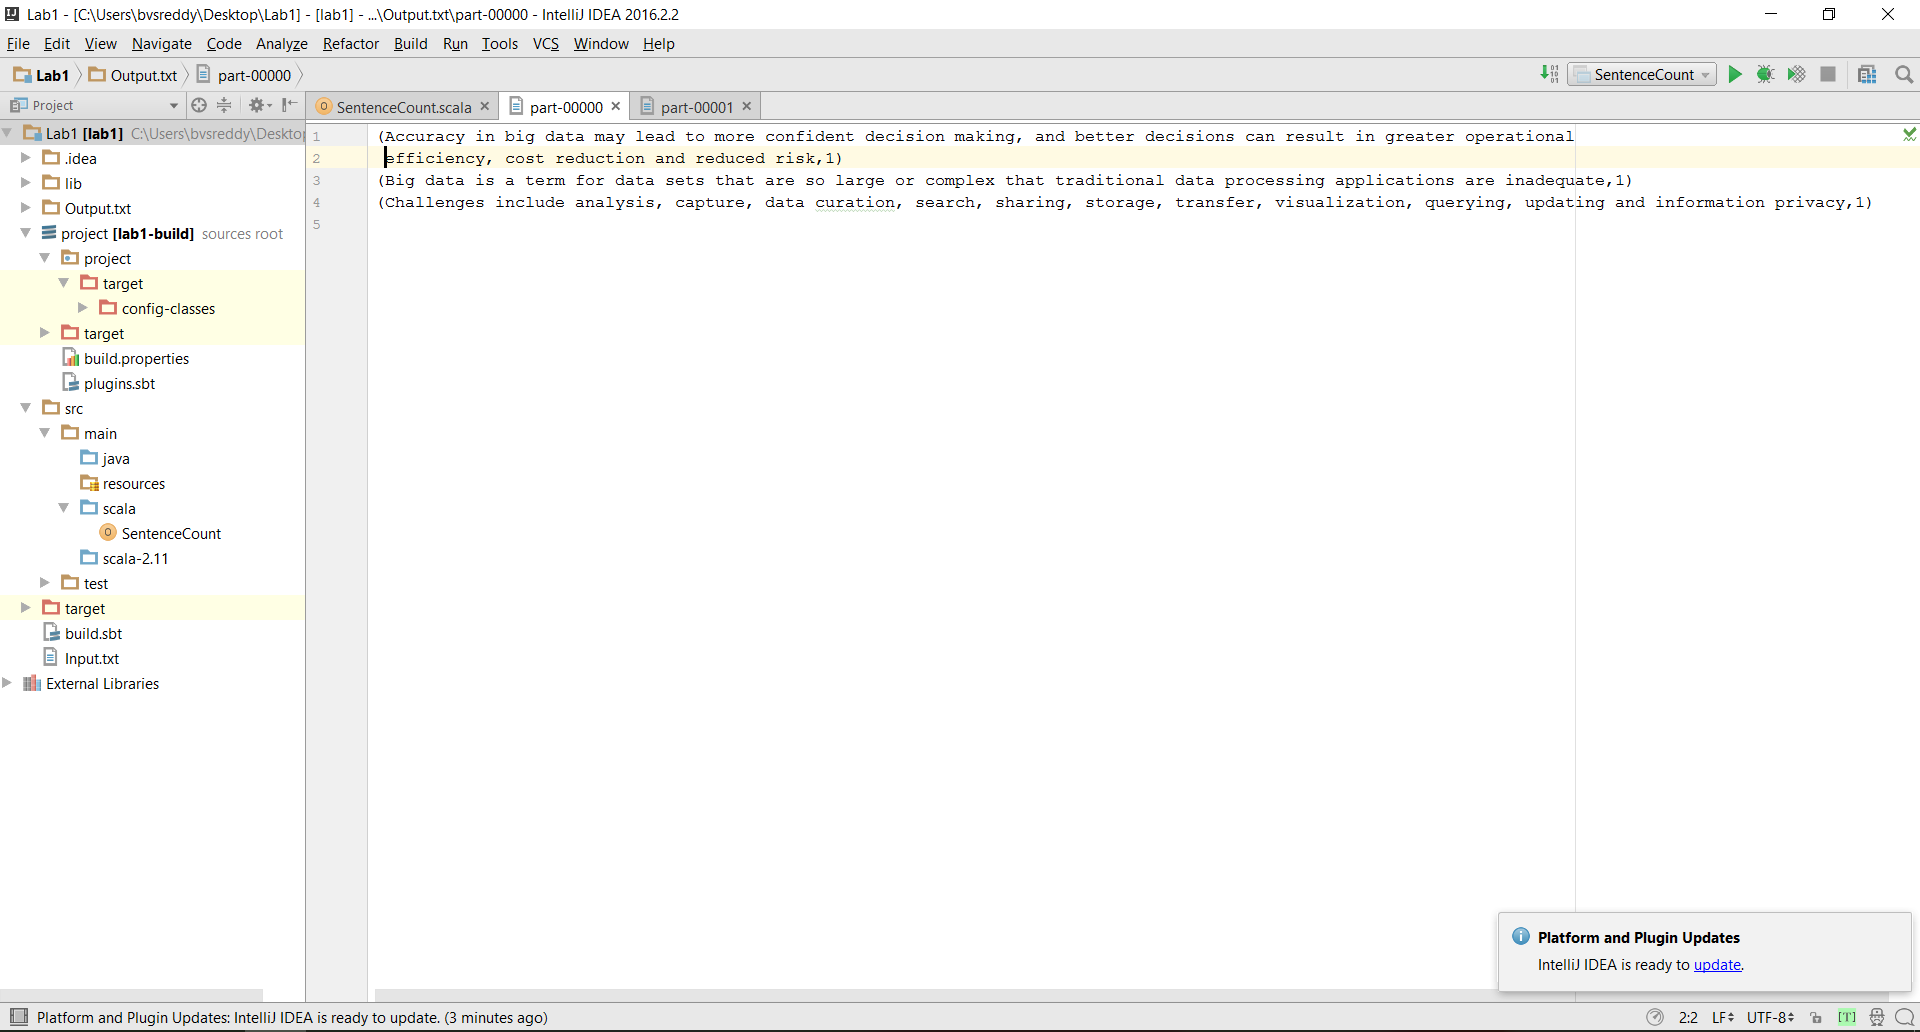 Lab1 - [C:\Users\bvsreddy\Desktop\Lab1] - [lab1] - ...\Output.txt\part-00000 - IntelliJ IDEA 2016.2.2
File Edit View Navigate Code Analyze Refactor Build Run Tools VCS Window Help
Lab1 Output.txt part-00000 SentenceCount
Project SentenceCount.scala part-00000 part-00001
Lab1 [lab1] C:\Users\bvsreddy\Desktop
.idea
lib
Output.txt
project [lab1-build] sources root
project
target
config-classes
target
build.properties
plugins.sbt
src
main
java
resources
scala
SentenceCount
scala-2.11
test
target
build.sbt
Input.txt
External Libraries
1 (Accuracy in big data may lead to more confident decision making, and better decisions can result in greater operational
2 efficiency, cost reduction and reduced risk,1)
3 (Big data is a term for data sets that are so large or complex that traditional data processing applications are inadequate,1)
4 (Challenges include analysis, capture, data curation, search, sharing, storage, transfer, visualization, querying, updating and information privacy,1)
5
Platform and Plugin Updates
IntelliJ IDEA is ready to update.
Platform and Plugin Updates: IntelliJ IDEA is ready to update. (3 minutes ago) 2:2 LF UTF-8 [T]